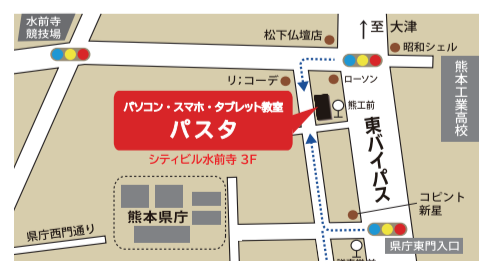 水前寺
競技場
松下仏壇店
↑至 大津
昭和シェル
リ;コーデ
ローソン
熊本工業高校
パソコン・スマホ・タブレット教室
パスタ
熊工前
シティビル水前寺 3F
東バイパス
熊本県庁
コピント
新星
県庁西門通り
県庁東門入口